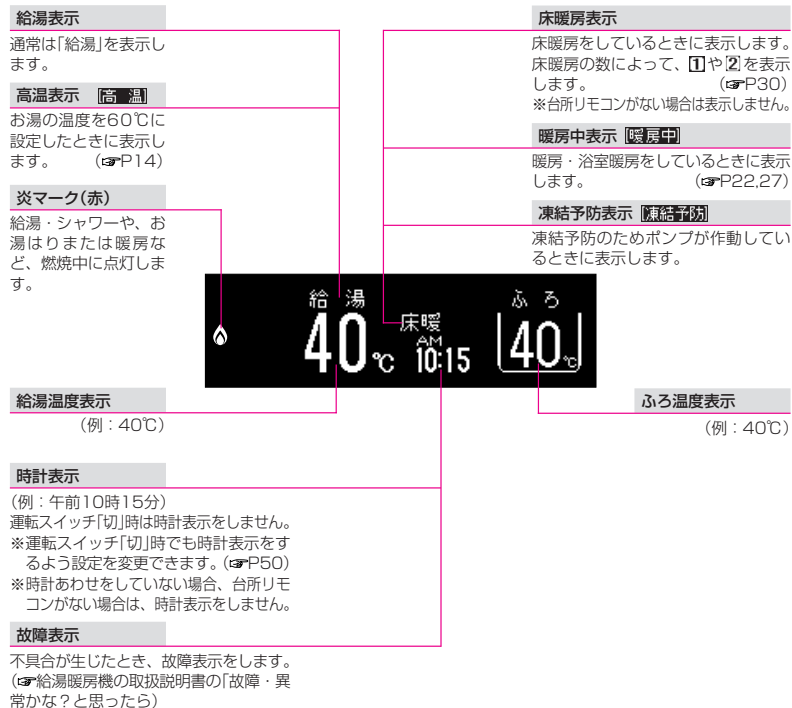 給湯表示
通常は「給湯」を表示し
ます。
高温表示 高 温
お湯の温度を60℃に
設定したときに表示し
ます。 (☞P14)
炎マーク(赤)
給湯・シャワーや、お
湯はりまたは暖房な
ど、燃焼中に点灯しま
す。
床暖房表示
床暖房をしているときに表示します。
床暖房の数によって、1や2を表示
します。 (☞P30)
※台所リモコンがない場合は表示しません。
暖房中表示 暖房中
暖房・浴室暖房をしているときに表示
します。 (☞P22,27)
凍結予防表示 凍結予防
凍結予防のためポンプが作動してい
るときに表示します。
給 湯
40℃
床暖
AM
10:15
ふ ろ
40℃
給湯温度表示
(例：40℃)
ふろ温度表示
(例：40℃)
時計表示
(例：午前10時15分)
運転スイッチ「切」時は時計表示をしません。
※運転スイッチ「切」時でも時計表示をす
るよう設定を変更できます。(☞P50)
※時計あわせをしていない場合、台所リモ
コンがない場合は、時計表示をしません。
故障表示
不具合が生じたとき、故障表示をします。
(☞給湯暖房機の取扱説明書の「故障・異
常かな？と思ったら)